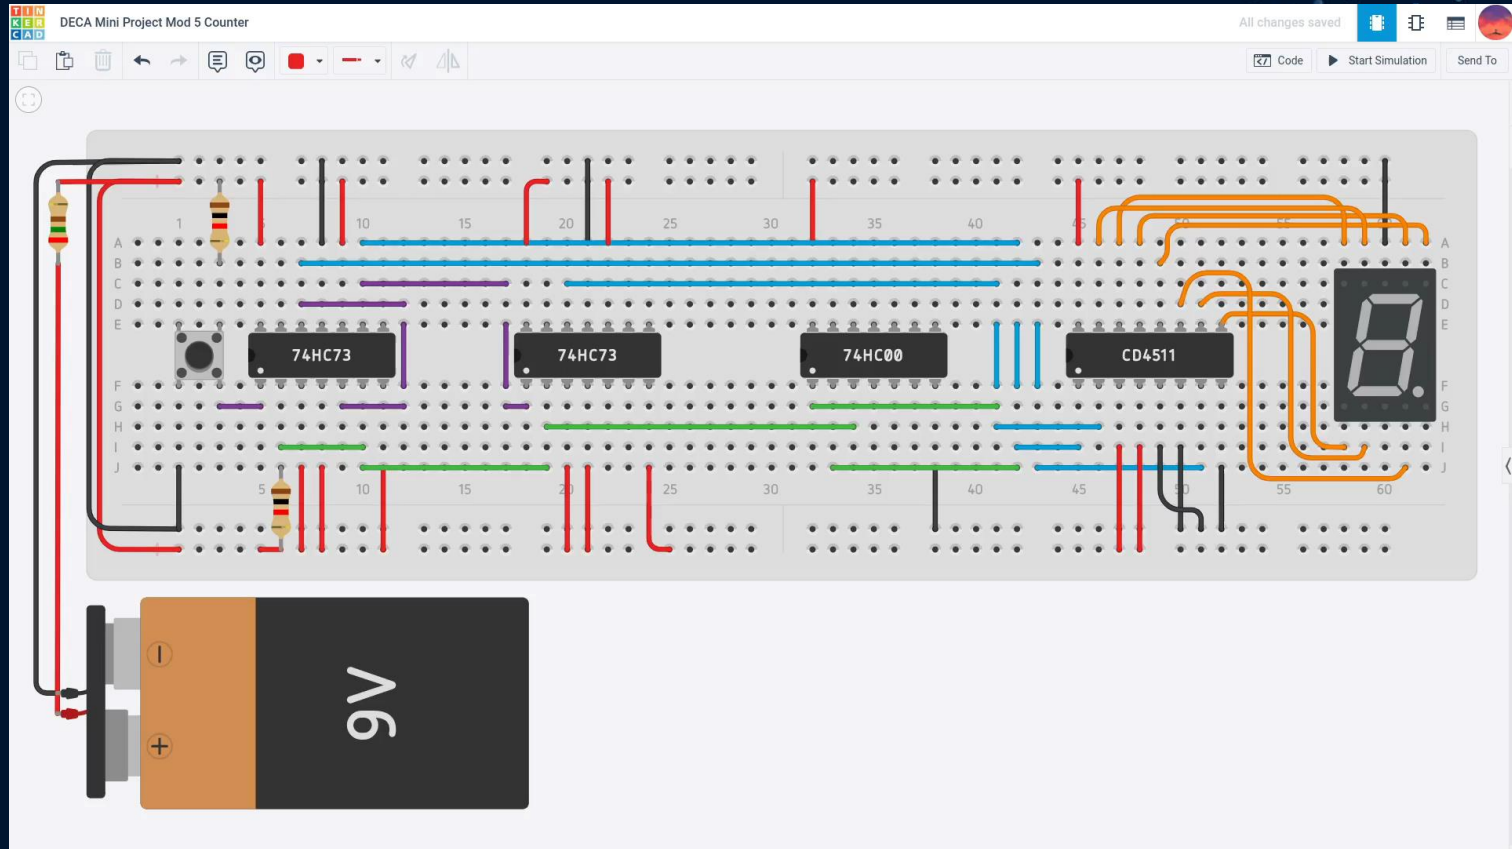 TIN
KER
CAD
DECA Mini Project Mod 5 Counter
All changes saved
Code
Start Simulation
Send To
1 10 15 20 25 30 35 40 45 50 55
A A
B B
C C
D D
E E
74HC73 74HC73 74HC00 CD4511
F F
G G
H H
I I
J J
5 10 15 20 25 30 35 40 45 50 55 60
9V